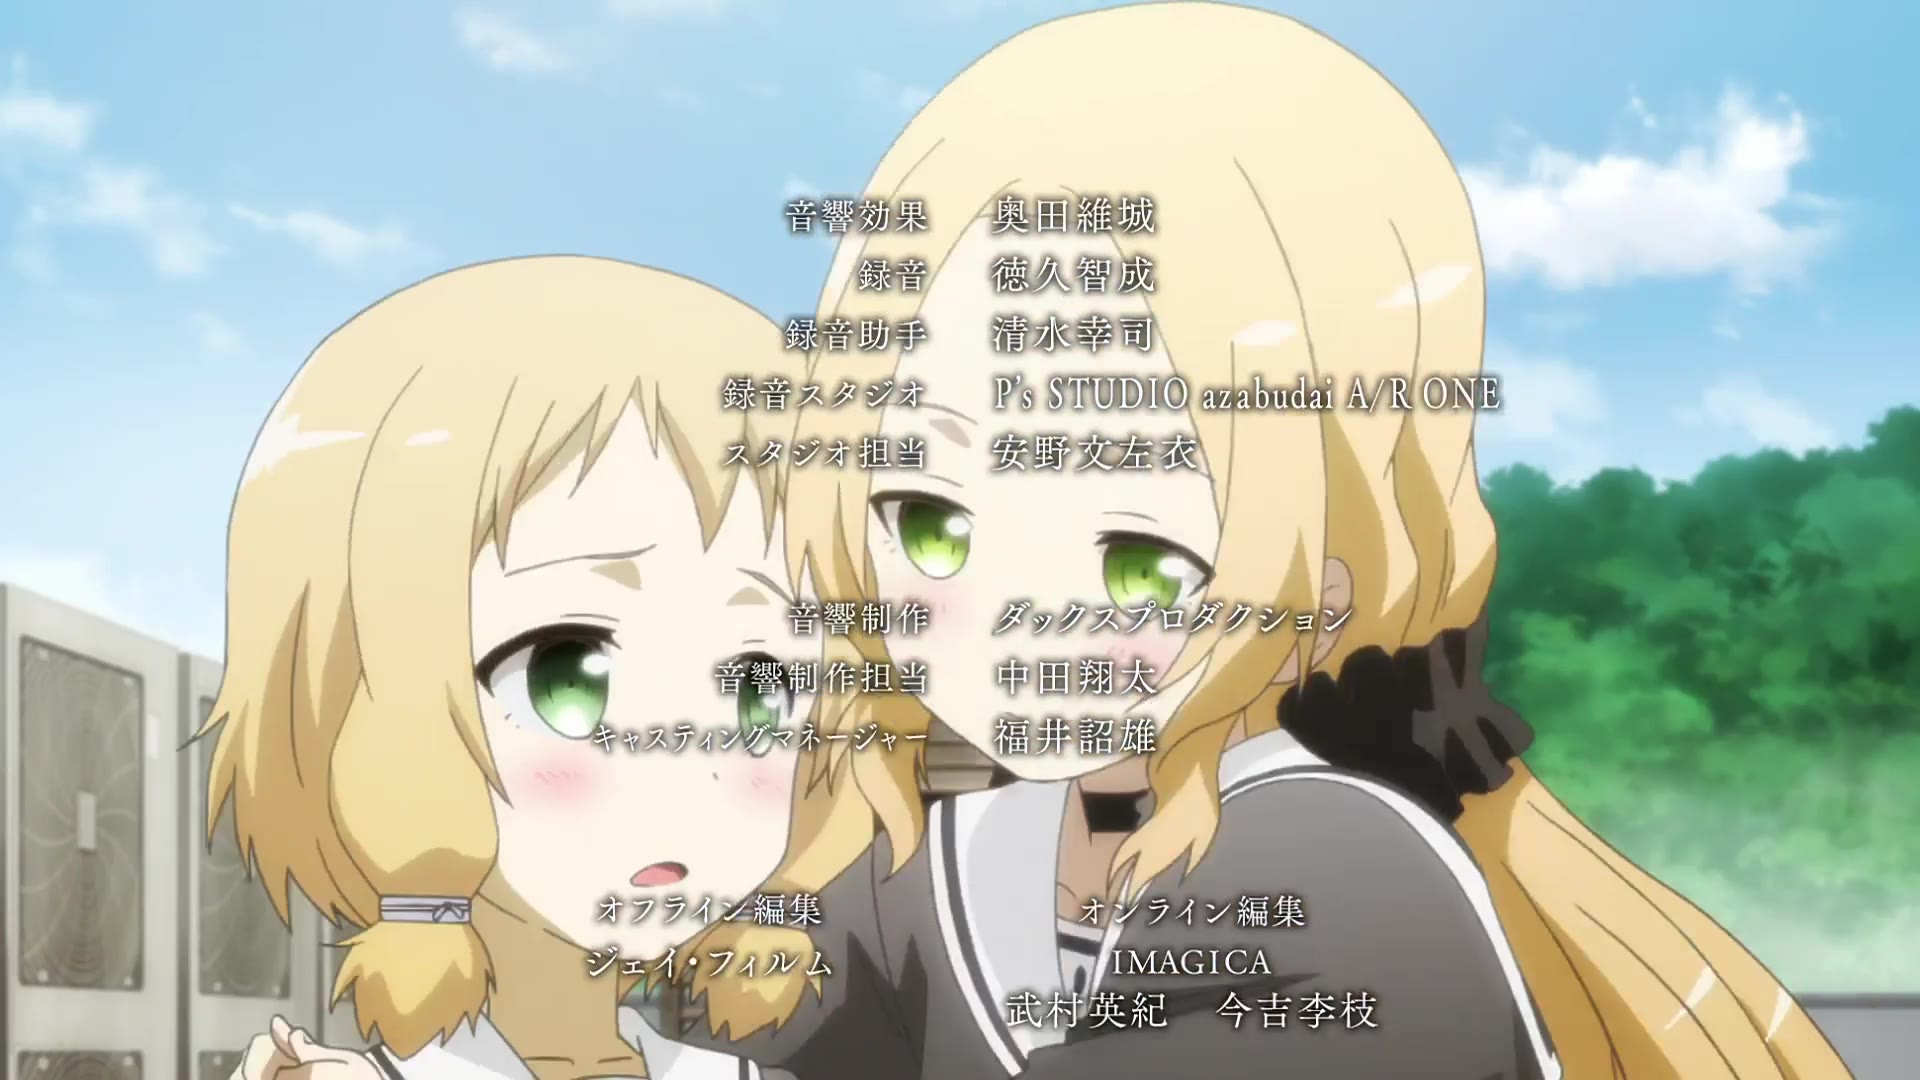 音響効果　奥田維城
録音　徳久智成
録音助手　清水幸司
録音スタジオ　P's STUDIO azabudai A/R ONE
スタジオ担当　安野文左衣
音響制作　ダックスプロダクション
音響制作担当　中田翔太
キャスティングマネージャー　福井詔雄
オフライン編集　オンライン編集
ジェイ・フィルム　IMAGICA
武村英紀　今吉李枝